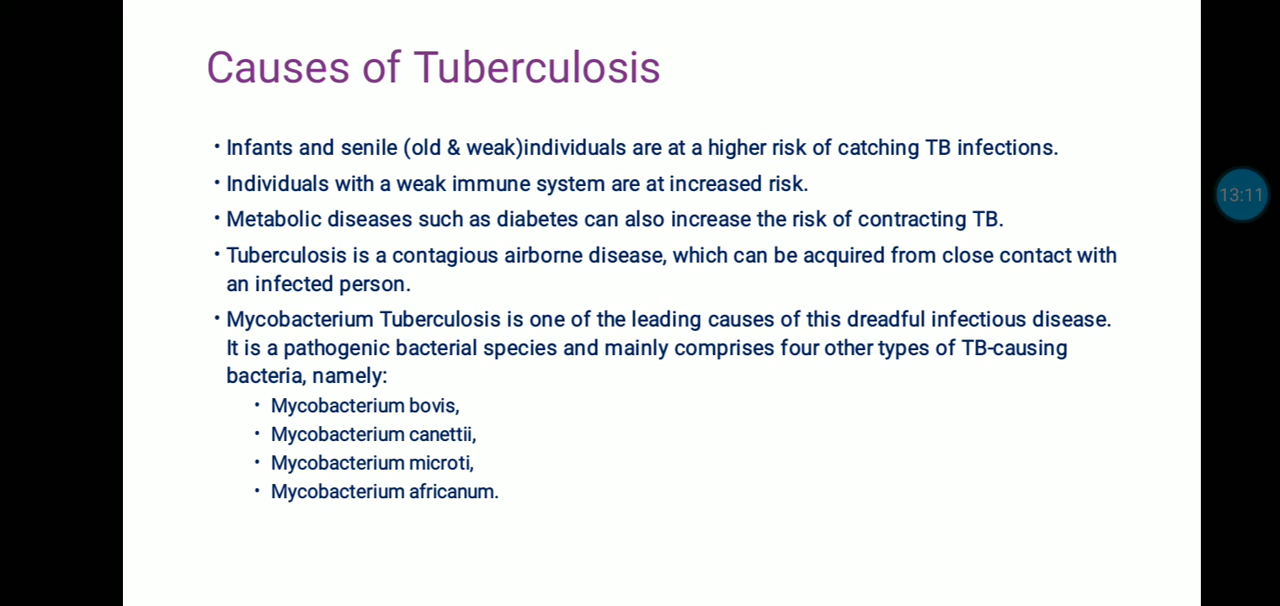 Causes of Tuberculosis
• Infants and senile (old & weak)individuals are at a higher risk of catching TB infections.
• Individuals with a weak immune system are at increased risk.
• Metabolic diseases such as diabetes can also increase the risk of contracting TB.
• Tuberculosis is a contagious airborne disease, which can be acquired from close contact with
an infected person.
• Mycobacterium Tuberculosis is one of the leading causes of this dreadful infectious disease.
It is a pathogenic bacterial species and mainly comprises four other types of TB-causing
bacteria, namely:
• Mycobacterium bovis,
• Mycobacterium canettii,
• Mycobacterium microti,
• Mycobacterium africanum.
13:11